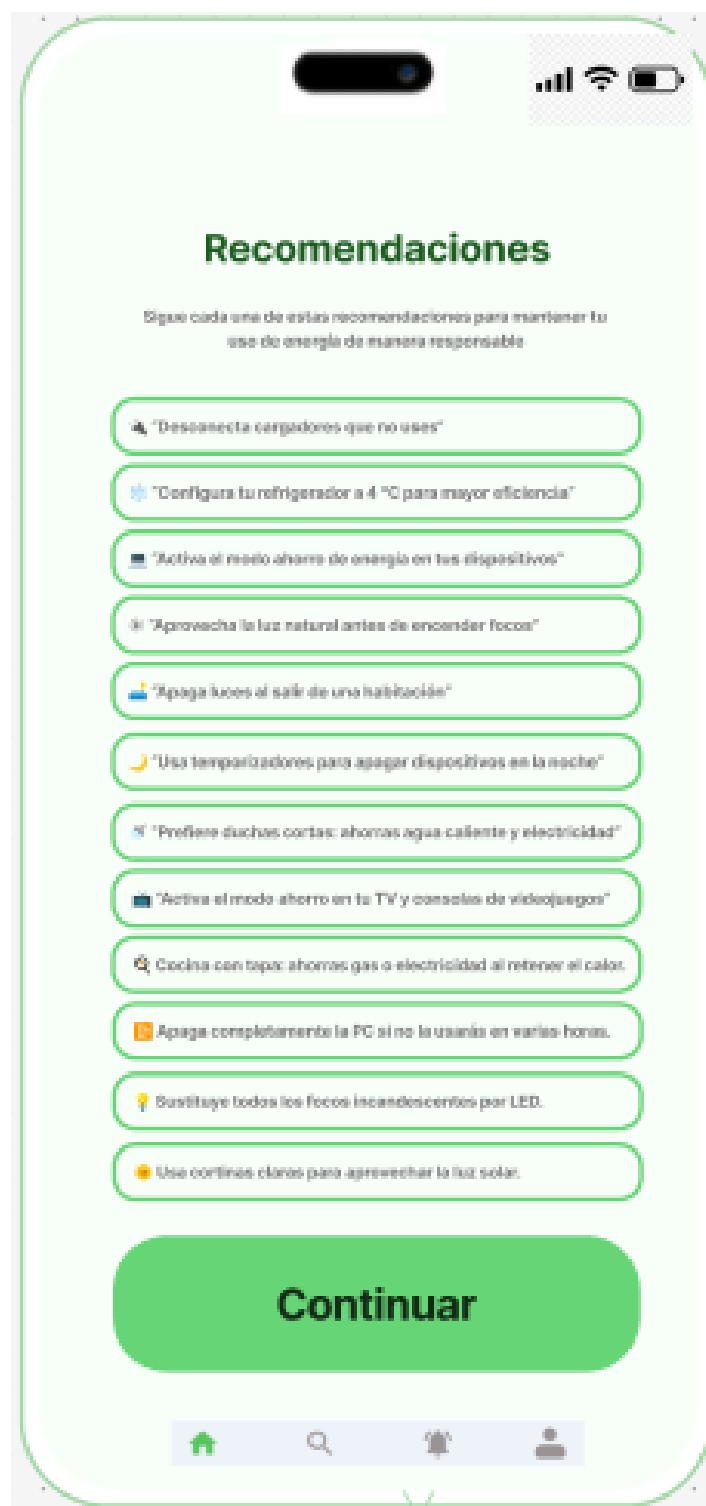 Recomendaciones
Sigue cada una de estas recomendaciones para mantener tu
uso de energía de manera responsable
🔌 "Desconecta cargadores que no uses"
❄️ "Configura tu refrigerador a 4 °C para mayor eficiencia"
💻 "Activa el modo ahorro de energía en tus dispositivos"
☀ "Aprovecha la luz natural antes de encender focos"
🛋️ "Apaga luces al salir de una habitación"
🌙 "Usa temporizadores para apagar dispositivos en la noche"
🚿 "Prefiere duchas cortas: ahorras agua caliente y electricidad"
📺 "Activa el modo ahorro en tu TV y consolas de videojuegos"
🍳 Cocina con tapa: ahorras gas o electricidad al retener el calor.
Apaga completamente la PC si no la usarás en varias horas.
💡 Sustituye todos los focos incandescentes por LED.
🌞 Usa cortinas claras para aprovechar la luz solar.
Continuar